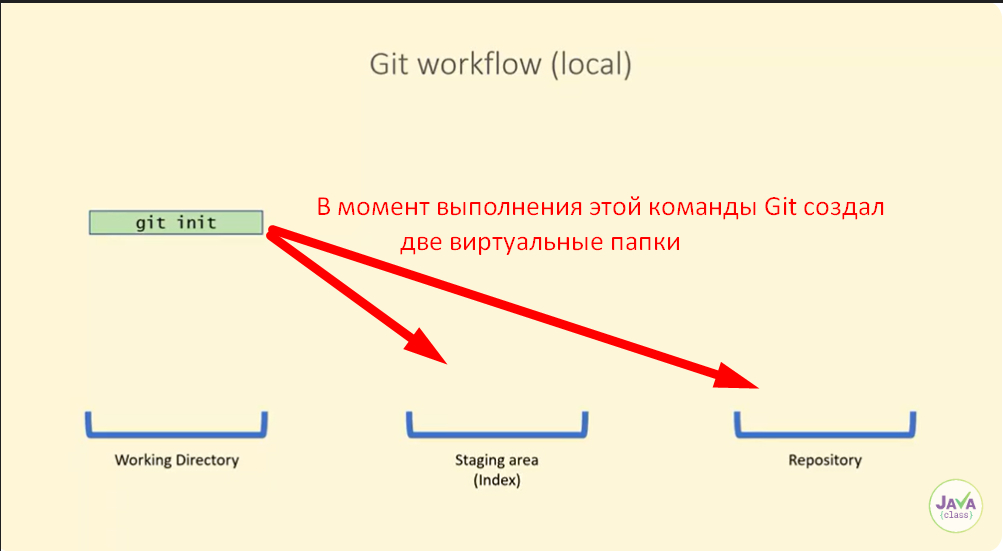 Git workflow (local)
git init
В момент выполнения этой команды Git создал
две виртуальные папки
Working Directory
Staging area
(Index)
Repository
JAVA
{class}